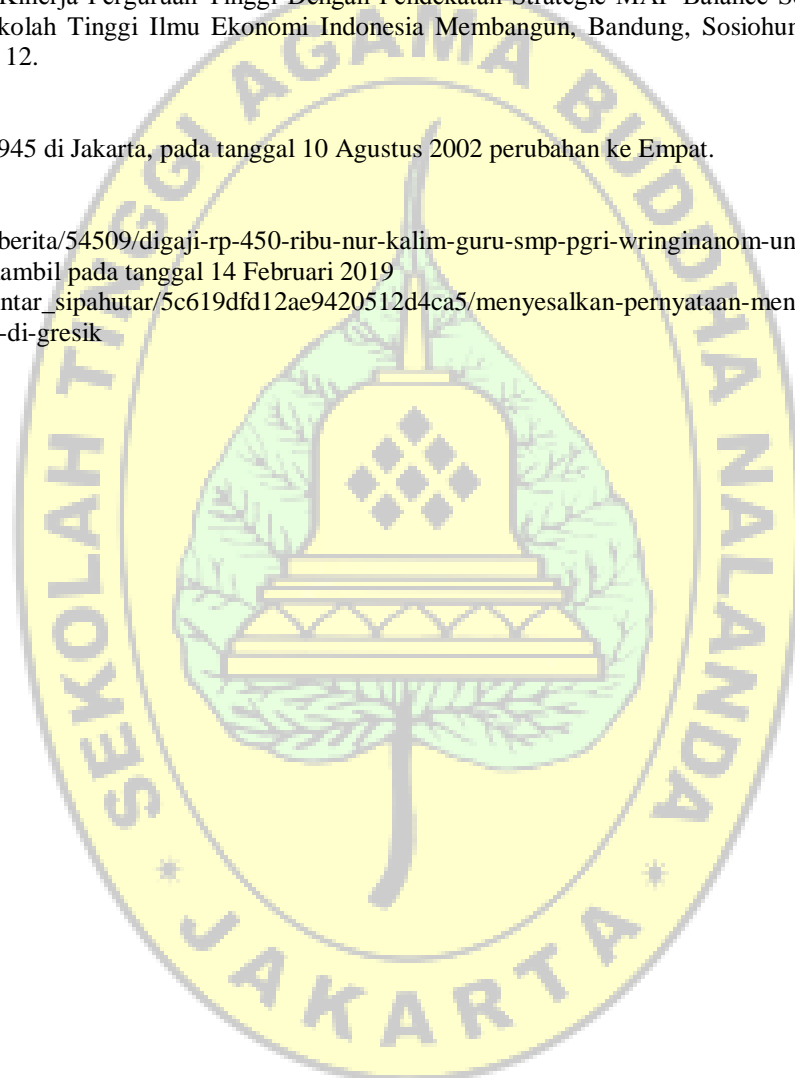 Kinerja Perguruan Tinggi Dengan Pendekatan Strategic MAP Balance
kolah Tinggi Ilmu Ekonomi Indonesia Membangun, Bandung, Sosiohun
12.
945 di Jakarta, pada tanggal 10 Agustus 2002 perubahan ke Empat.
berita/54509/digaji-rp-450-ribu-nur-kalim-guru-smp-pgri-wringinanom-un
ambil pada tanggal 14 Februari 2019
ntar_sipahutar/5c619dfd12ae9420512d4ca5/menyesalkan-pernyataan-men
-di-gresik
SEKOLAH TINGGI AGAMA BUDDHA NALANDA
* JAKARTA *